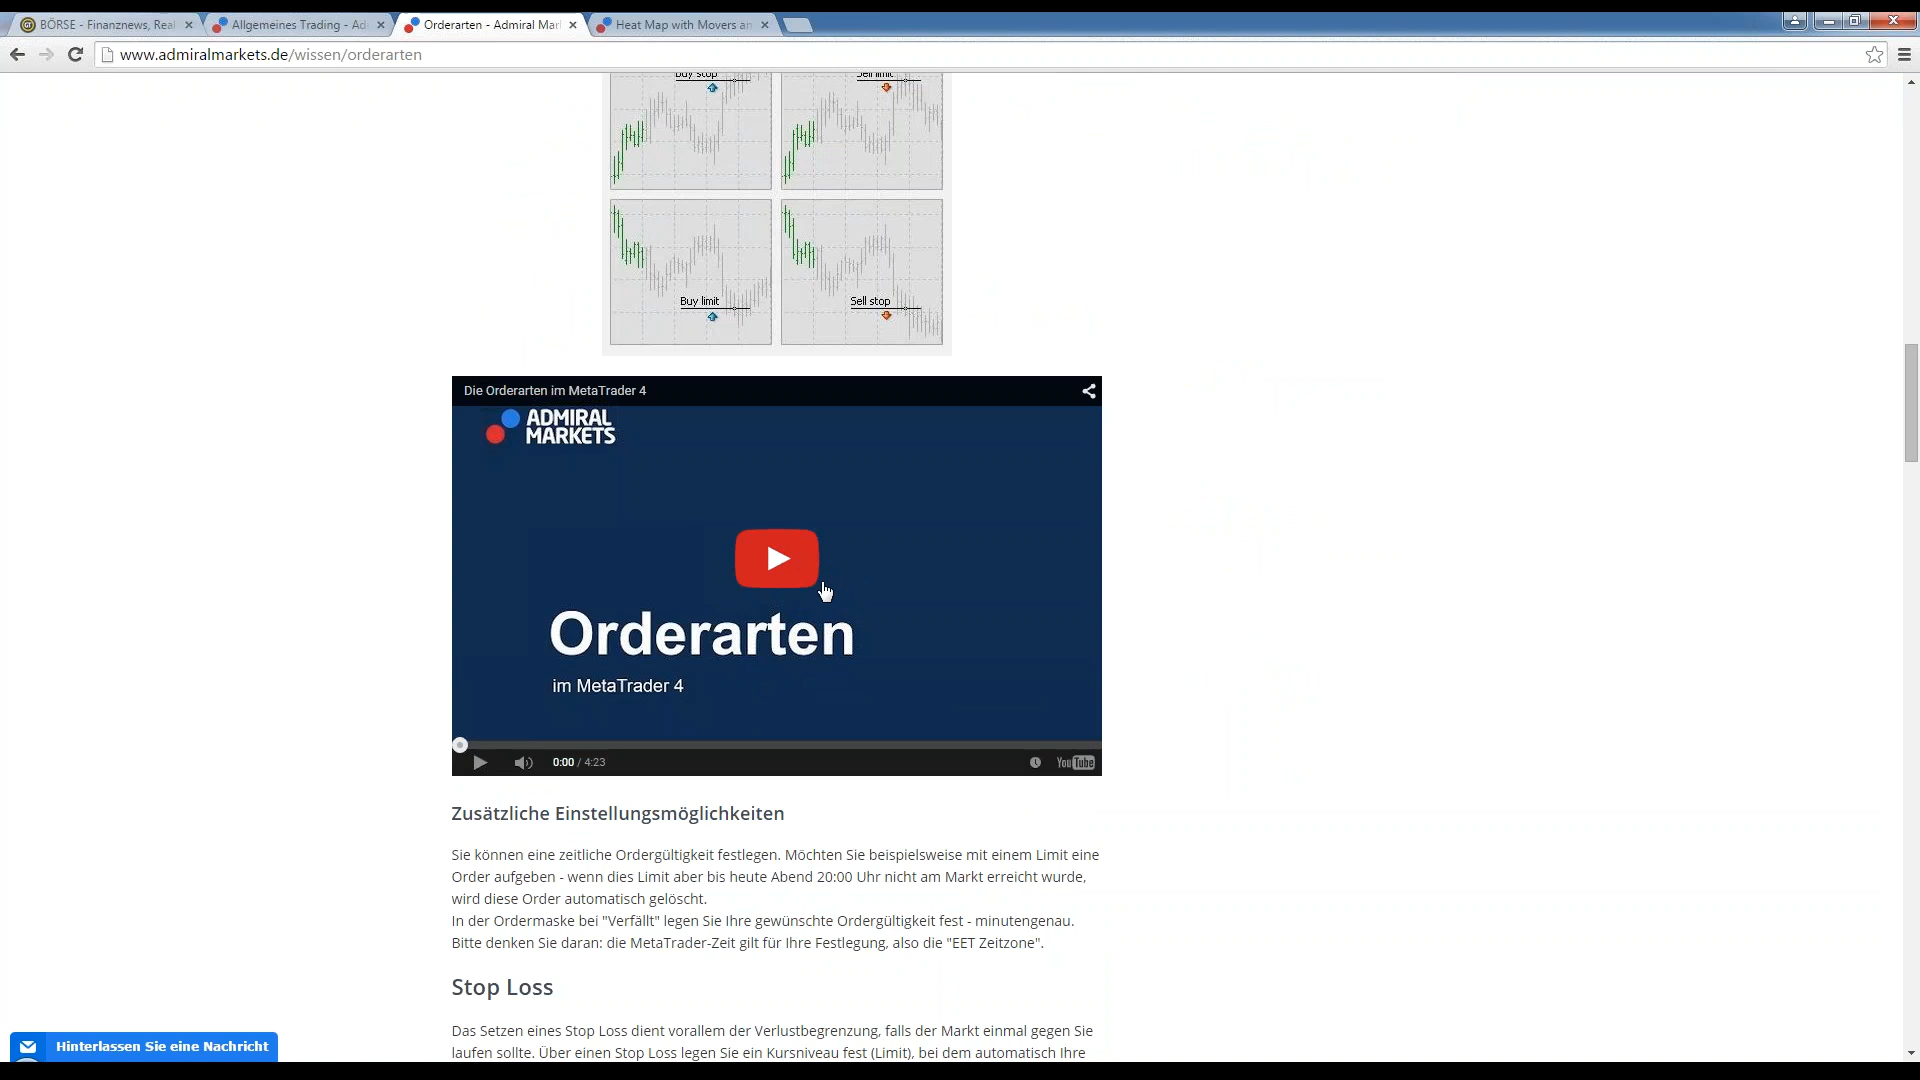 BÖRSE - Finanznews, Real
Allgemeines Trading - Ad
Orderarten - Admiral Mar
Heat Map with Movers an
www.admiralmarkets.de/wissen/orderarten
Buy stop
Sell limit
Buy limit
Sell stop
Die Orderarten im MetaTrader 4
ADMIRAL
MARKETS
Orderarten
im MetaTrader 4
0:00 / 4:23
YouTube
Zusätzliche Einstellungsmöglichkeiten
Sie können eine zeitliche Ordergültigkeit festlegen. Möchten Sie beispielsweise mit einem Limit eine
Order aufgeben - wenn dies Limit aber bis heute Abend 20:00 Uhr nicht am Markt erreicht wurde,
wird diese Order automatisch gelöscht.
In der Ordermaske bei "Verfällt" legen Sie Ihre gewünschte Ordergültigkeit fest - minutengenau.
Bitte denken Sie daran: die MetaTrader-Zeit gilt für Ihre Festlegung, also die "EET Zeitzone".
Stop Loss
Das Setzen eines Stop Loss dient vorallem der Verlustbegrenzung, falls der Markt einmal gegen Sie
laufen sollte. Über einen Stop Loss legen Sie ein Kursniveau fest (Limit), bei dem automatisch Ihre
Hinterlassen Sie eine Nachricht